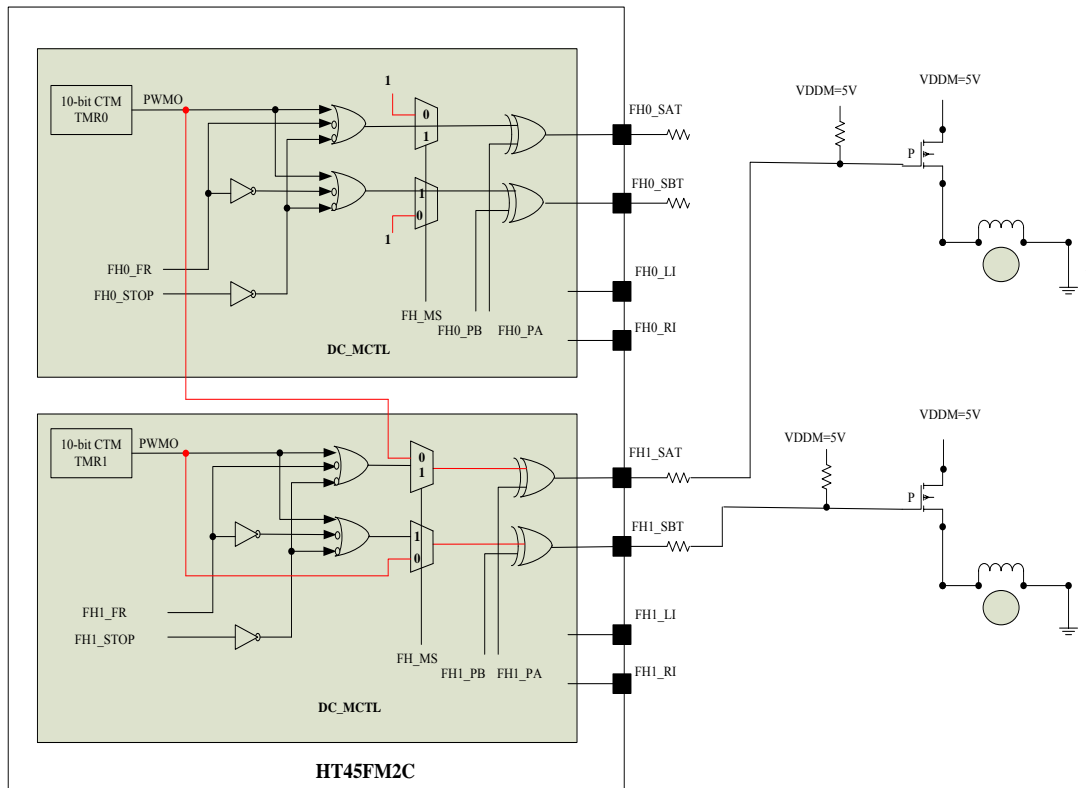 10-bit CTM
TMR0
PWMO
1
0
1
1
0
1
FH0_FR
FH0_STOP
FH_MS
FH0_PB
FH0_PA
DC_MCTL
FH0_SAT
FH0_SBT
FH0_LI
FH0_RI
VDDM=5V
VDDM=5V
P
10-bit CTM
TMR1
PWMO
0
1
1
0
FH1_FR
FH1_STOP
FH_MS
FH1_PB
FH1_PA
DC_MCTL
FH1_SAT
FH1_SBT
FH1_LI
FH1_RI
VDDM=5V
VDDM=5V
P
HT45FM2C